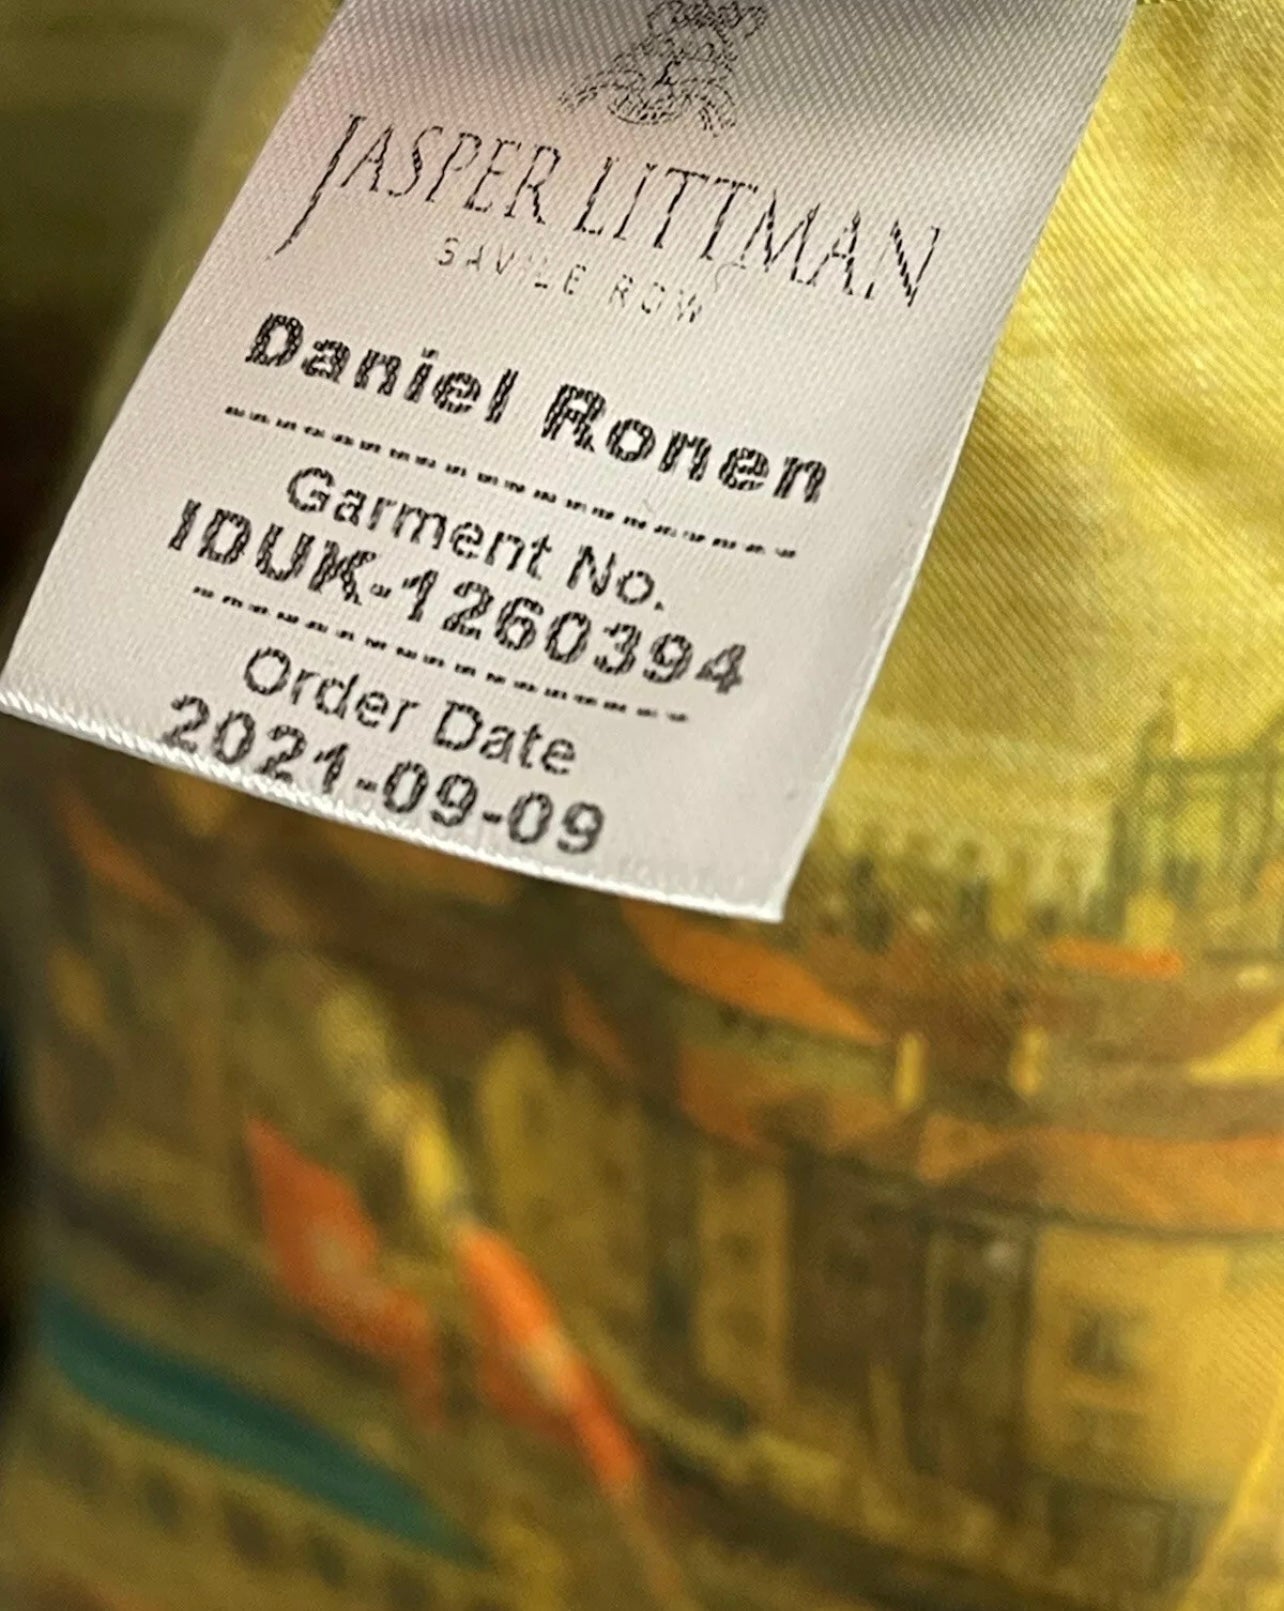 JASPER LITTMAN
SAVILE ROW
Daniel Ronen
Garment No.
IDUK-1260394
Order Date
2021-09-09